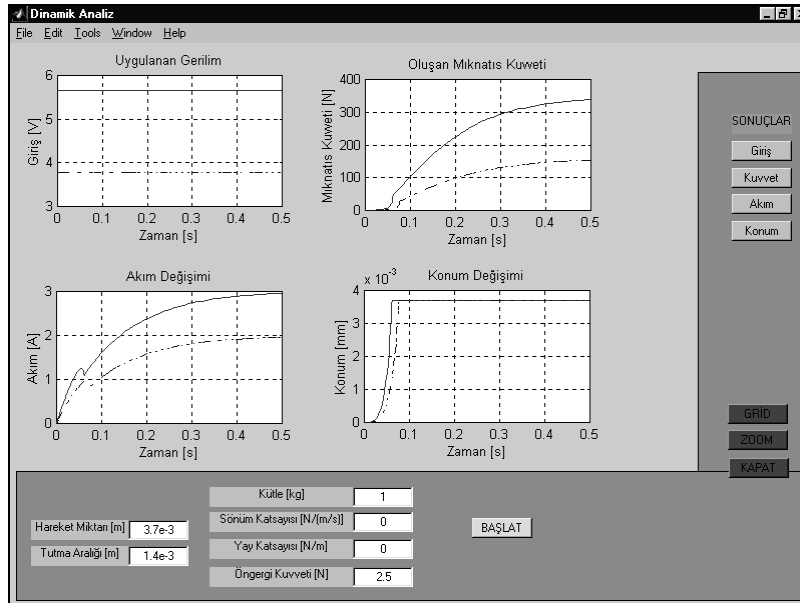 Dinamik Analiz
File Edit Tools Window Help
Uygulanan Gerilim
6
5
4
3
Giriş [V]
0 0.1 0.2 0.3 0.4 0.5
Zaman [s]
Oluşan Mıknatıs Kuvveti
400
300
200
100
0
Mıknatıs Kuvveti [N]
0 0.1 0.2 0.3 0.4 0.5
Zaman [s]
Akım Değişimi
3
2
1
0
Akım [A]
0 0.1 0.2 0.3 0.4 0.5
Zaman [s]
x 10-3
Konum Değişimi
4
3
2
1
0
Konum [mm]
0 0.1 0.2 0.3 0.4 0.5
Zaman [s]
SONUÇLAR
Giriş
Kuvvet
Akım
Konum
GRİD
ZOOM
KAPAT
Hareket Miktarı [m] 3.7e-3
Tutma Aralığı [m] 1.4e-3
Kütle [kg] 1
Sönüm Katsayısı [N/(m/s)] 0
Yay Katsayısı [N/m] 0
Öngergi Kuvveti [N] 2.5
BAŞLAT